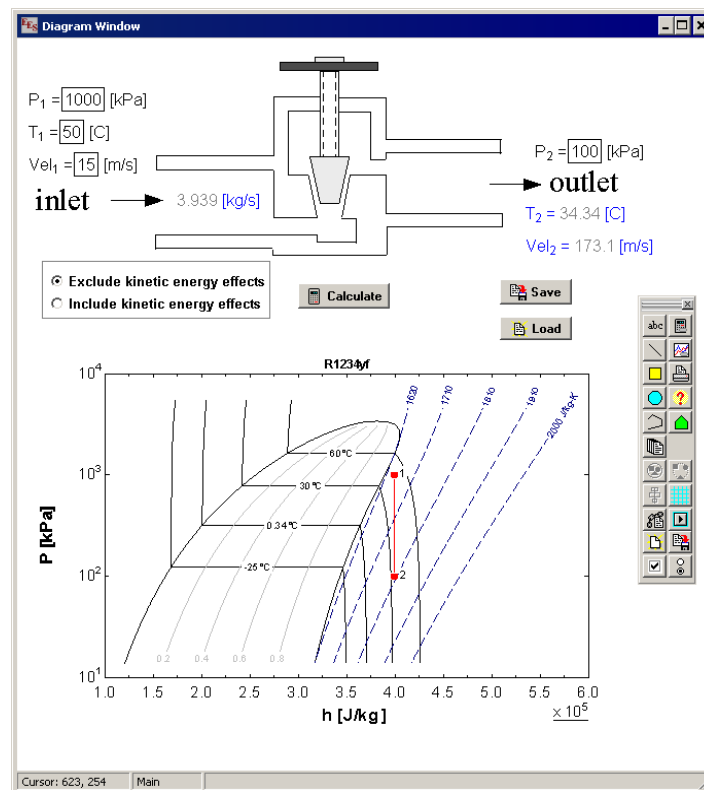 EES Diagram Window
P1 = 1000 [kPa]
T1 = 50 [C]
Vel1 = 15 [m/s]
inlet
3.939 [kg/s]
P2 = 100 [kPa]
outlet
T2 = 34.34 [C]
Vel2 = 173.1 [m/s]
Exclude kinetic energy effects
Include kinetic energy effects
Calculate
Save
Load
abc
R1234yf
10^4
10^3
10^2
10^1
P [kPa]
1620
1710
1810
1910
2000 J/kg-K
60°C
30°C
0.34°C
-25°C
1
2
0.2 0.4 0.6 0.8
1.0 1.5 2.0 2.5 3.0 3.5 4.0 4.5 5.0 5.5 6.0
h [J/kg]
× 10^5
Cursor: 623, 254 Main